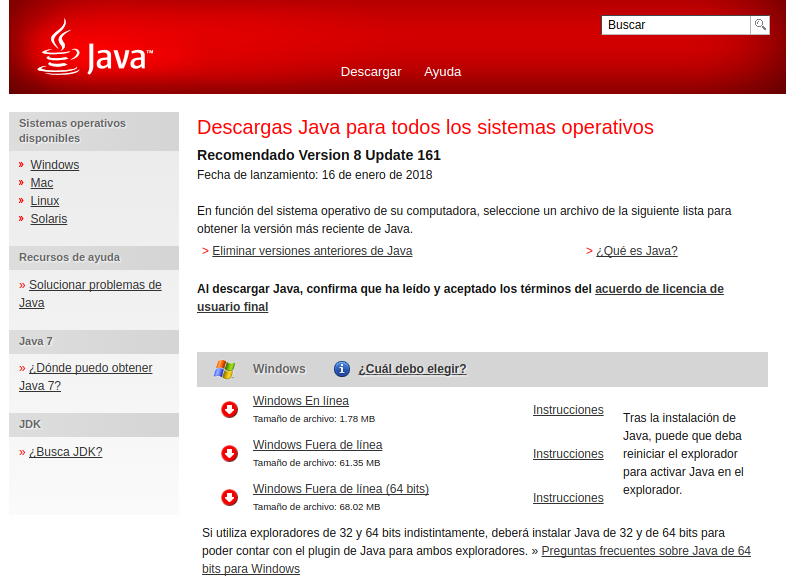 Java™
Buscar
Descargar Ayuda
Sistemas operativos
disponibles
» Windows
» Mac
» Linux
» Solaris
Recursos de ayuda
» Solucionar problemas de
Java
Java 7
» ¿Dónde puedo obtener
Java 7?
JDK
» ¿Busca JDK?
Descargas Java para todos los sistemas operativos
Recomendado Version 8 Update 161
Fecha de lanzamiento: 16 de enero de 2018
En función del sistema operativo de su computadora, seleccione un archivo de la siguiente lista para
obtener la versión más reciente de Java.
> Eliminar versiones anteriores de Java > ¿Qué es Java?
Al descargar Java, confirma que ha leído y aceptado los términos del acuerdo de licencia de
usuario final
Windows i ¿Cuál debo elegir?
Windows En línea
Tamaño de archivo: 1.78 MB
Instrucciones
Windows Fuera de línea
Tamaño de archivo: 61.35 MB
Instrucciones
Windows Fuera de línea (64 bits)
Tamaño de archivo: 68.02 MB
Instrucciones
Tras la instalación de
Java, puede que deba
reiniciar el explorador
para activar Java en el
explorador.
Si utiliza exploradores de 32 y 64 bits indistintamente, deberá instalar Java de 32 y de 64 bits para
poder contar con el plugin de Java para ambos exploradores. » Preguntas frecuentes sobre Java de 64
bits para Windows